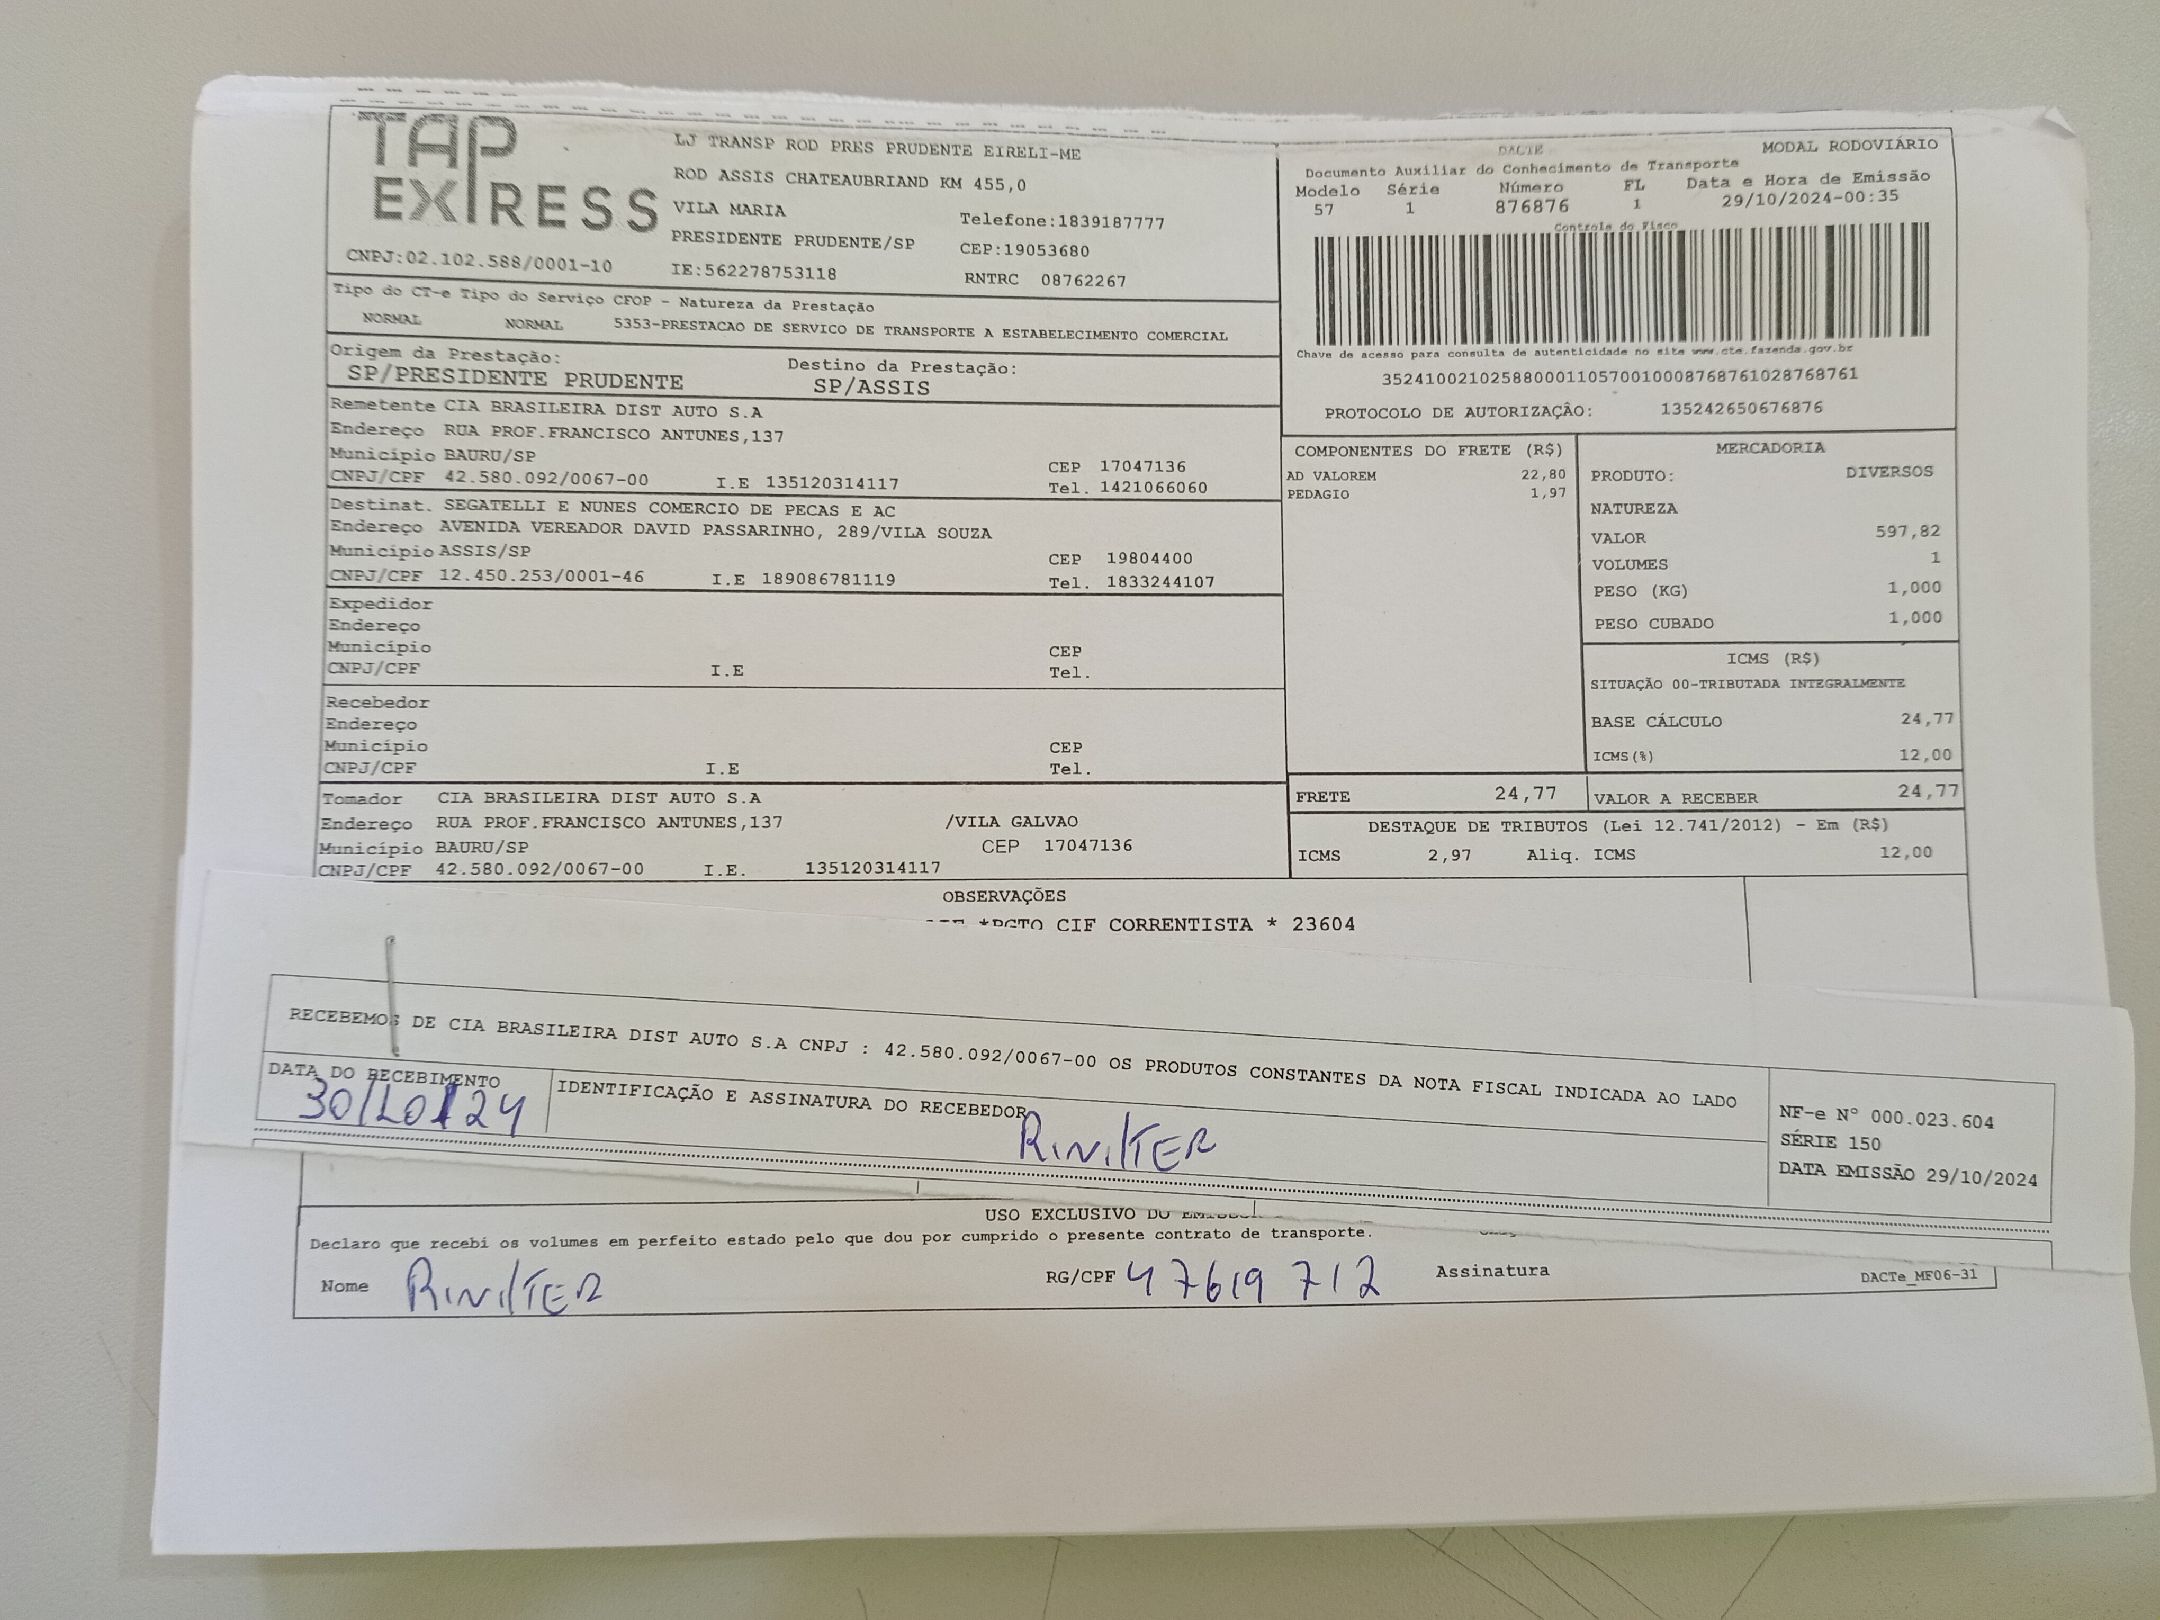 TAP
EXPRESS
CNPJ:02.102.588/0001-10
LJ TRANSP ROD PRES PRUDENTE EIRELI-ME
ROD ASSIS CHATEAUBRIAND KM 455,0
VILA MARIA
Telefone:1839187777
PRESIDENTE PRUDENTE/SP
CEP:19053680
IE:562278753118
RNTRC 08762267
DACTE
MODAL RODOVIÁRIO
Documento Auxiliar do Conhecimento de Transporte
Modelo Série Número FL Data e Hora de Emissão
57 1 876876 1 29/10/2024-00:35
Controle do Fisco
Chave de acesso para consulta de autenticidade no site www.cte.fazenda.gov.br
35241002102588000110570010008768761028768761
PROTOCOLO DE AUTORIZAÇÃO: 135242650676876
Tipo do CT-e Tipo do Serviço CFOP - Natureza da Prestação
NORMAL NORMAL 5353-PRESTACAO DE SERVICO DE TRANSPORTE A ESTABELECIMENTO COMERCIAL
Origem da Prestação: Destino da Prestação:
SP/PRESIDENTE PRUDENTE SP/ASSIS
Remetente CIA BRASILEIRA DIST AUTO S.A
Endereço RUA PROF.FRANCISCO ANTUNES,137
Município BAURU/SP CEP 17047136
CNPJ/CPF 42.580.092/0067-00 I.E 135120314117 Tel. 1421066060
Destinat. SEGATELLI E NUNES COMERCIO DE PECAS E AC
Endereço AVENIDA VEREADOR DAVID PASSARINHO, 289/VILA SOUZA
Município ASSIS/SP CEP 19804400
CNPJ/CPF 12.450.253/0001-46 I.E 189086781119 Tel. 1833244107
Expedidor
Endereço
Município CEP
CNPJ/CPF I.E Tel.
Recebedor
Endereço
Município CEP
CNPJ/CPF I.E Tel.
Tomador CIA BRASILEIRA DIST AUTO S.A
Endereço RUA PROF.FRANCISCO ANTUNES,137 /VILA GALVAO
Município BAURU/SP CEP 17047136
CNPJ/CPF 42.580.092/0067-00 I.E. 135120314117
COMPONENTES DO FRETE (R$)
AD VALOREM 22,80
PEDAGIO 1,97
MERCADORIA
PRODUTO: DIVERSOS
NATUREZA
VALOR 597,82
VOLUMES 1
PESO (KG) 1,000
PESO CUBADO 1,000
ICMS (R$)
SITUAÇÃO 00-TRIBUTADA INTEGRALMENTE
BASE CÁLCULO 24,77
ICMS(%) 12,00
FRETE 24,77 VALOR A RECEBER 24,77
DESTAQUE DE TRIBUTOS (Lei 12.741/2012) - Em (R$)
ICMS 2,97 Aliq. ICMS 12,00
OBSERVAÇÕES
*PGTO CIF CORRENTISTA * 23604
RECEBEMOS DE CIA BRASILEIRA DIST AUTO S.A CNPJ : 42.580.092/0067-00 OS PRODUTOS CONSTANTES DA NOTA FISCAL INDICADA AO LADO
DATA DO RECEBIMENTO
30/10/24
IDENTIFICAÇÃO E ASSINATURA DO RECEBEDOR
NF-e N° 000.023.604
SÉRIE 150
DATA EMISSÃO 29/10/2024
USO EXCLUSIVO DO
Declaro que recebi os volumes em perfeito estado pelo que dou por cumprido o presente contrato de transporte.
Nome
RG/CPF 47619712
Assinatura
DACTe_MF06-31